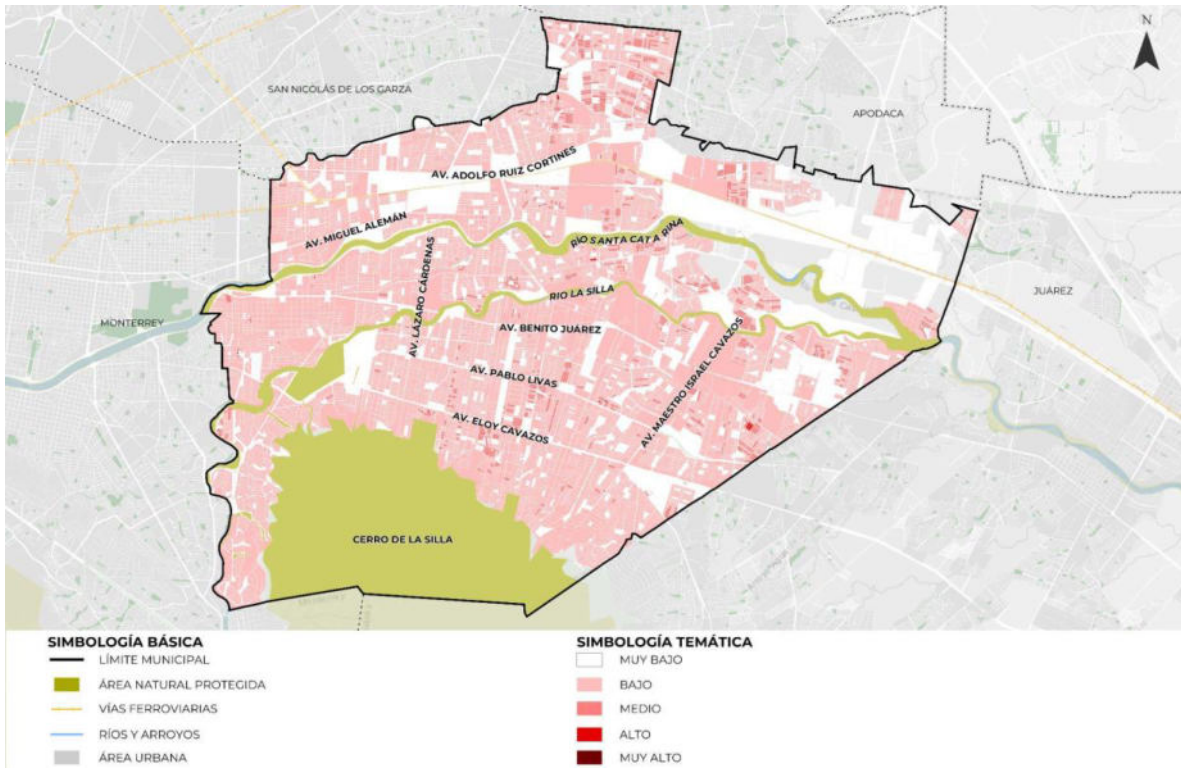 N
SAN NICOLÁS DE LOS GARZA
APODACA
AV. ADOLFO RUIZ CORTINES
AV. MIGUEL ALEMÁN
RÍO SANTA CATARINA
AV. LÁZARO CÁRDENAS
RIO LA SILLA
JUÁREZ
MONTERREY
AV. BENITO JUÁREZ
AV. PABLO LIVAS
AV. MAESTRO ISRAEL CAVAZOS
AV. ELOY CAVAZOS
CERRO DE LA SILLA
SIMBOLOGÍA BÁSICA
LÍMITE MUNICIPAL
ÁREA NATURAL PROTEGIDA
VÍAS FERROVIARIAS
RÍOS Y ARROYOS
ÁREA URBANA
SIMBOLOGÍA TEMÁTICA
MUY BAJO
BAJO
MEDIO
ALTO
MUY ALTO